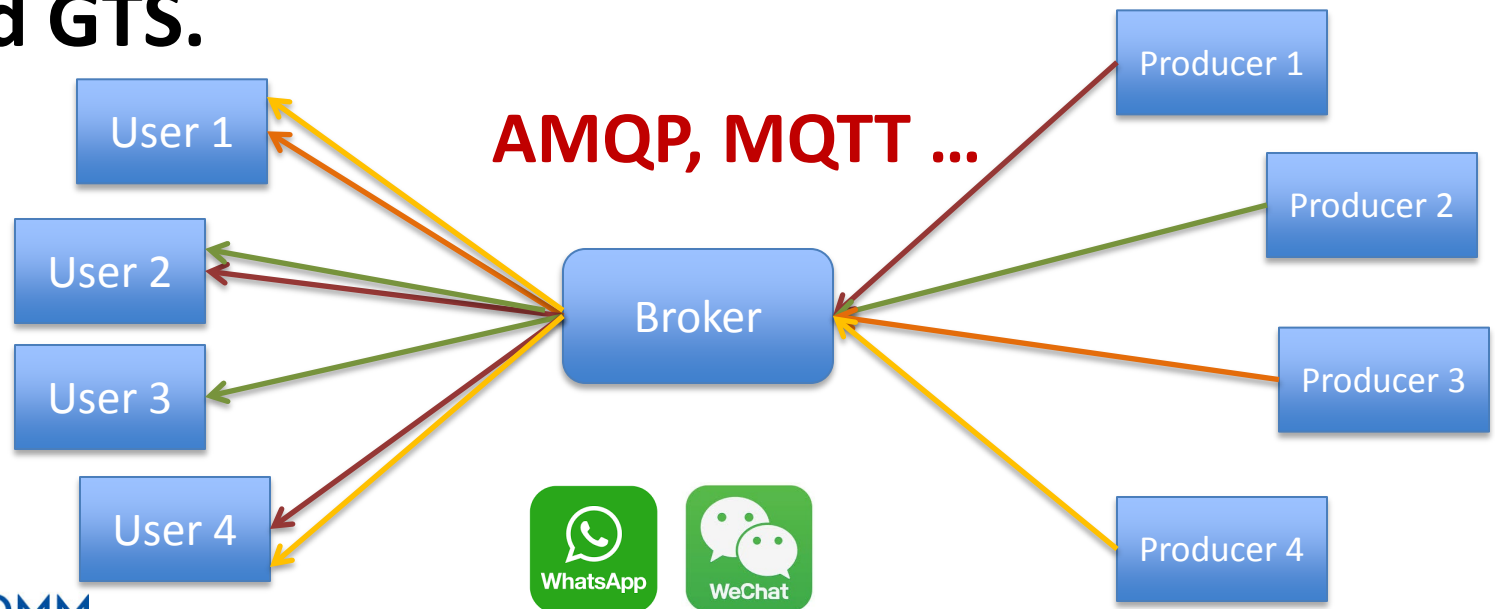 d GTS.
Producer 1
User 1
AMQP, MQTT ...
Producer 2
User 2
Broker
User 3
Producer 3
User 4
Producer 4
WhatsApp
WeChat